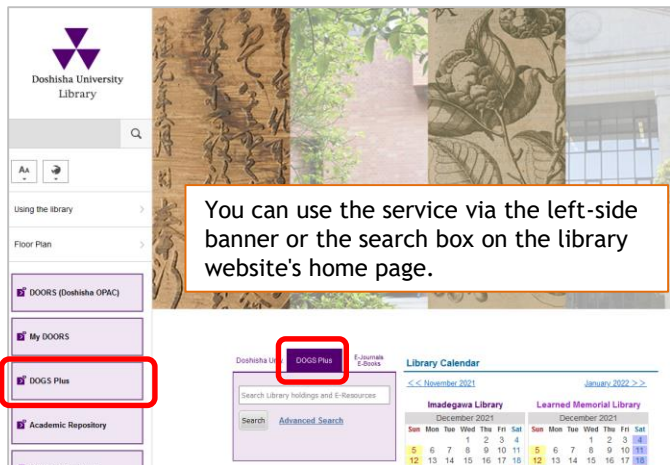 Doshisha University
Library
AA
Using the library
Floor Plan
DOORS (Doshisha OPAC)
My DOORS
DOGS Plus
Academic Repository
You can use the service via the left-side
banner or the search box on the library
website's home page.
Doshisha Un DOGS Plus E-Journals
E-Books
Search Library holdings and E-Resources
Search Advanced Search
Library Calendar
<< November 2021 January 2022 >>
Imadegawa Library
December 2021
Sun Mon Tue Wed Thu Fri Sat
1 2 3 4
5 6 7 8 9 10 11
12 13 14 15 16 17 18
Learned Memorial Library
December 2021
Sun Mon Tue Wed Thu Fri Sat
1 2 3 4
5 6 7 8 9 10 11
12 13 14 15 16 17 18